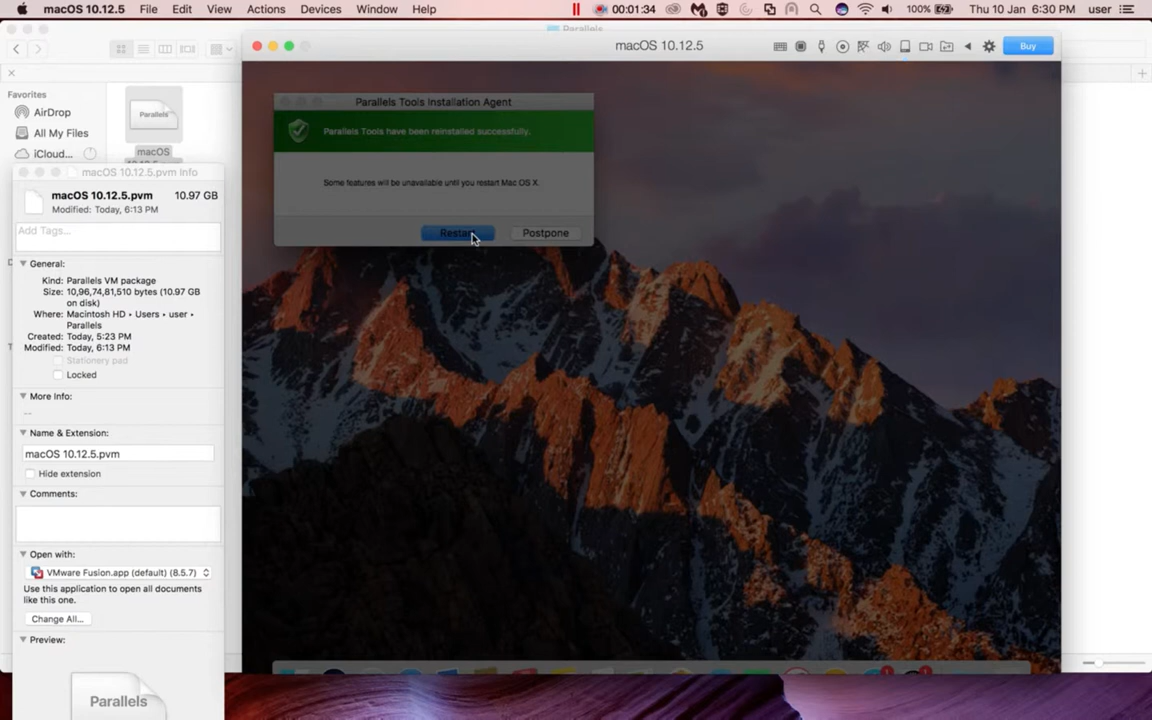 macOS 10.12.5 File Edit View Actions Devices Window Help 00:01:34 100% Thu 10 Jan 6:30 PM user
Parallels
macOS 10.12.5 Buy
Favorites
AirDrop
All My Files
iCloud...
Parallels
macOS
Parallels Tools Installation Agent
Parallels Tools have been reinstalled successfully.
Some features will be unavailable until you restart Mac OS X.
Postpone
macOS 10.12.5.pvm Info
macOS 10.12.5.pvm 10.97 GB
Modified: Today, 6:13 PM
Add Tags...
General:
Kind: Parallels VM package
Size: 10,96,74,81,510 bytes (10.97 GB
on disk)
Where: Macintosh HD ▸ Users ▸ user ▸
Parallels
Created: Today, 5:23 PM
Modified: Today, 6:13 PM
Stationery pad
Locked
More Info:
--
Name & Extension:
macOS 10.12.5.pvm
Hide extension
Comments:
Open with:
VMware Fusion.app (default) (8.5.7)
Use this application to open all documents
like this one.
Change All...
Preview:
Parallels